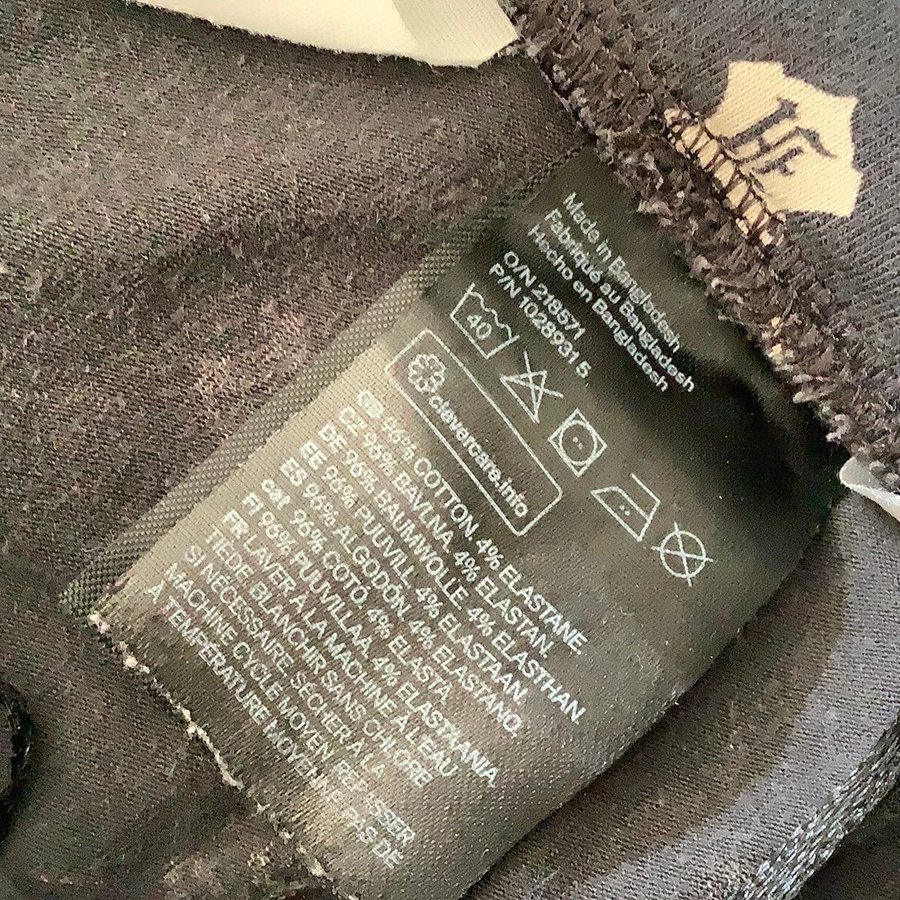 Made in Bangladesh
Fabriqué au Bangladesh
Hecho en Bangladesh
O/N 218571
P/N 1028931 5
40
clevercare.info
GB 96% COTTON. 4% ELASTANE.
CZ 96% BAVLNA. 4% ELASTAN.
DE 96% BAUMWOLLE. 4% ELASTHAN.
EE 96% PUUVILL. 4% ELASTAAN.
ES 96% ALGODÓN. 4% ELASTANO.
cat 96% COTÓ. 4% ELASTÀ.
FI 96% PUUVILLAA. 4% ELASTAANIA.
FR LAVER À LA MACHINE À L'EAU
TIÈDE BLANCHIR SANS CHLORE
SI NÉCESSAIRE SÉCHER À LA
MACHINE CYCLE MOYEN REPASSER
À TEMPÉRATURE MOYENNE PAS DE